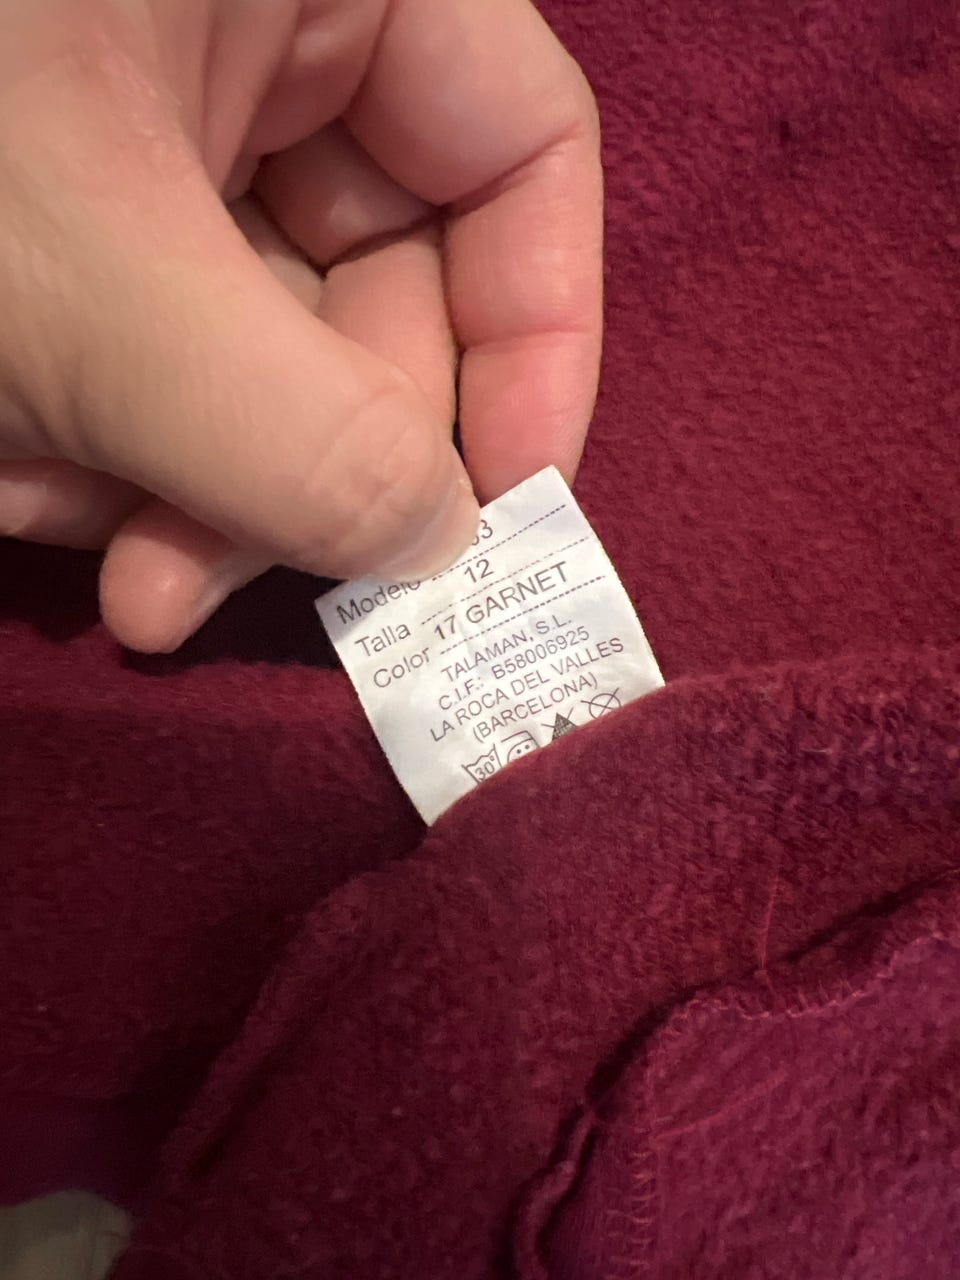 Modelo
Talla 12
Color 17 GARNET
TALAMAN, S.L.
C.I.F.: B58006925
LA ROCA DEL VALLES
(BARCELONA)
30°